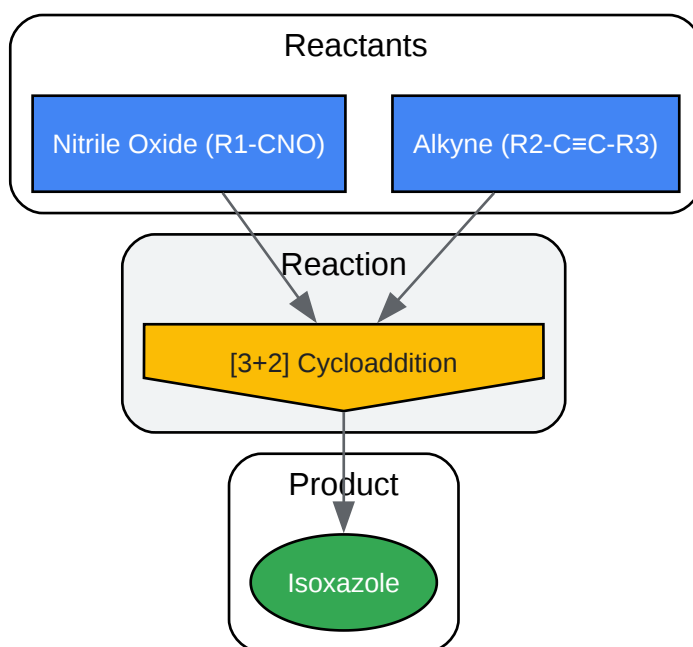 Reactants
Nitrile Oxide (R1-CNO)
Alkyne (R2-C≡C-R3)
Reaction
[3+2] Cycloaddition
Product
Isoxazole